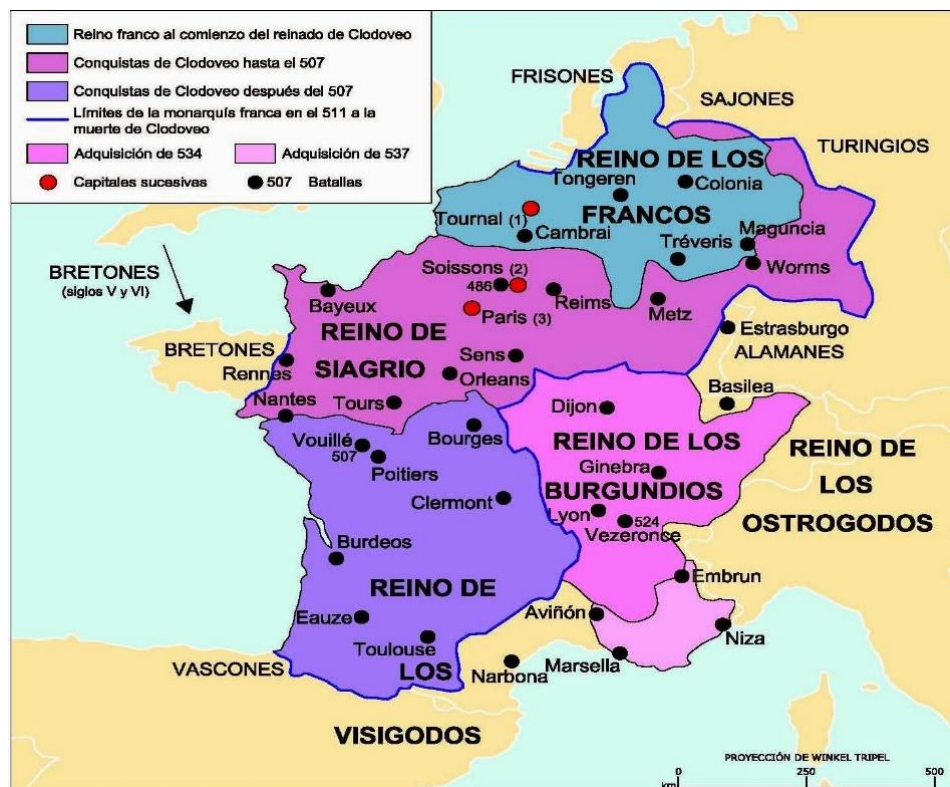 Reino franco al comienzo del reinado de Clodoveo
Conquistas de Clodoveo hasta el 507
Conquistas de Clodoveo después del 507
Límites de la monarquís franca en el 511 a la
muerte de Clodoveo
Adquisición de 534
Adquisición de 537
Capitales sucesivas
507 Batallas
FRISONES
SAJONES
TURINGIOS
REINO DE LOS
Tongeren
Colonia
FRANCOS
Tournal (1)
Cambrai
Maguncia
Tréveris
Worms
BRETONES
(siglos V y VI)
Soissons (2)
486
Bayeux
Reims
Metz
Paris (3)
Estrasburgo
REINO DE
SIAGRIO
ALAMANES
BRETONES
Rennes
Sens
Orleans
Basilea
Nantes
Tours
Dijon
Bourges
Vouillé
507
Poitiers
REINO DE LOS
Ginebra
BURGUNDIOS
REINO DE
LOS
OSTROGODOS
Clermont
Lyon
524
Vezeronce
Burdeos
Embrun
REINO DE
Eauze
Aviñón
Niza
Toulouse
Marsella
VASCONES
LOS
Narbona
VISIGODOS
PROYECCIÓN DE WINKEL TRIPEL
0 250 500
km